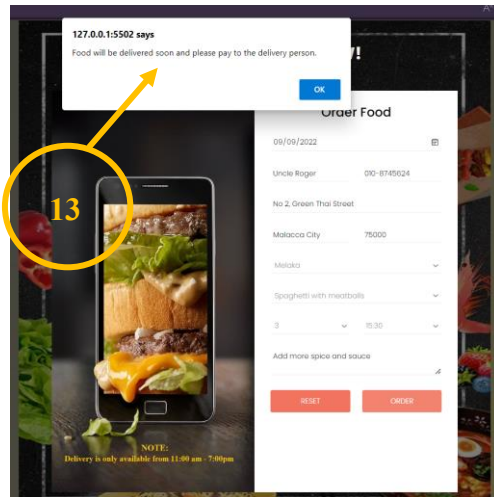 127.0.0.1:5502 says
Food will be delivered soon and please pay to the delivery person.
OK
!
Order Food
09/09/2022
Uncle Roger 010-8745624
No 2, Green Thai Street
Malacca City 75000
Melaka
Spaghetti with meatballs
3 15:30
Add more spice and sauce
RESET ORDER
13
NOTE:
Delivery is only available from 11:00 am - 7:00pm